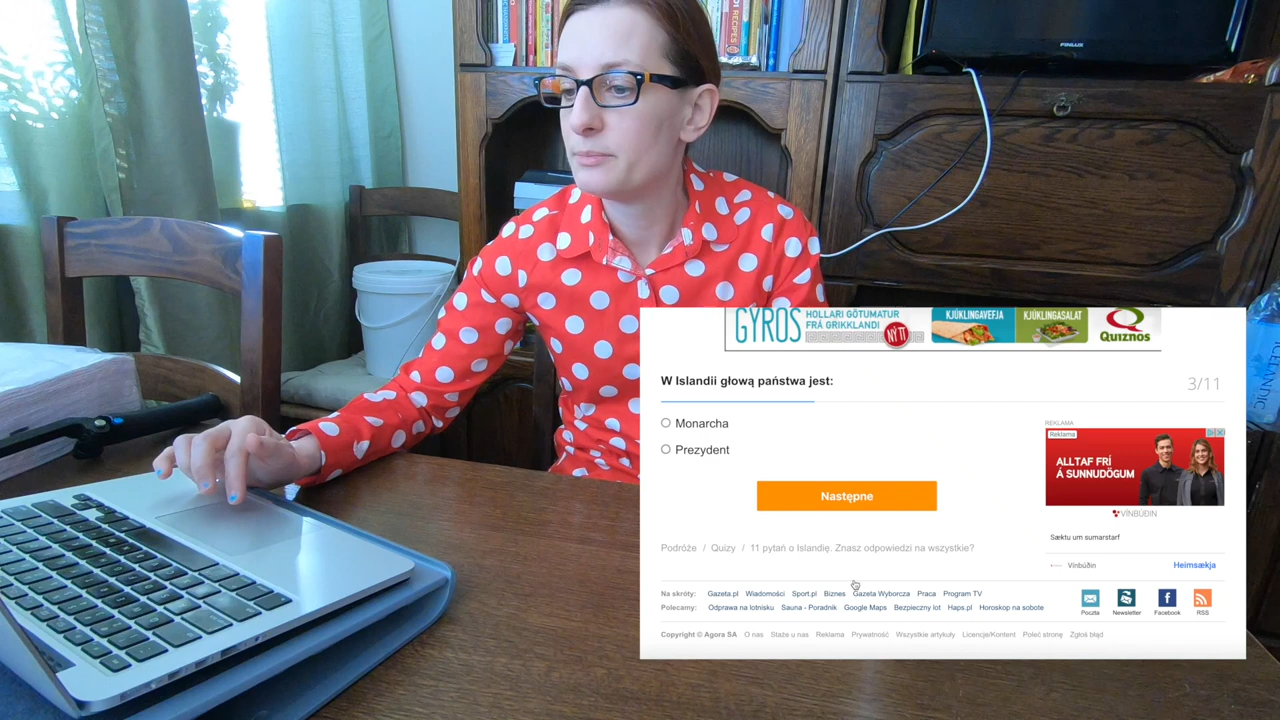 RECIPES
FINLUX
GYROS
HOLLARI GÖTUMATUR
FRÁ GRIKKLANDI
NÝTT
KJÚKLINGAVEFJA
KJÚKLINGASALAT
QUIZNOS
W Islandii głową państwa jest:
3/11
Monarcha
Prezydent
Następne
REKLAMA
Reklama
ALLTAF FRÍ
Á SUNNUDÖGUM
VÍNBÚÐIN
Sæktu um sumarstarf
Vínbúðin
Heimsækja
Podróże / Quizy / 11 pytań o Islandię. Znasz odpowiedzi na wszystkie?
Na skróty: Gazeta.pl Wiadomości Sport.pl Biznes Gazeta Wyborcza Praca Program TV
Polecamy: Odprawa na lotnisku Sauna - Poradnik Google Maps Bezpieczny lot Haps.pl Horoskop na sobote
Poczta Newsletter Facebook RSS
Copyright © Agora SA O nas Staże u nas Reklama Prywatność Wszystkie artykuły Licencje/Kontent Poleć stronę Zgłoś błąd
ICELANDIC